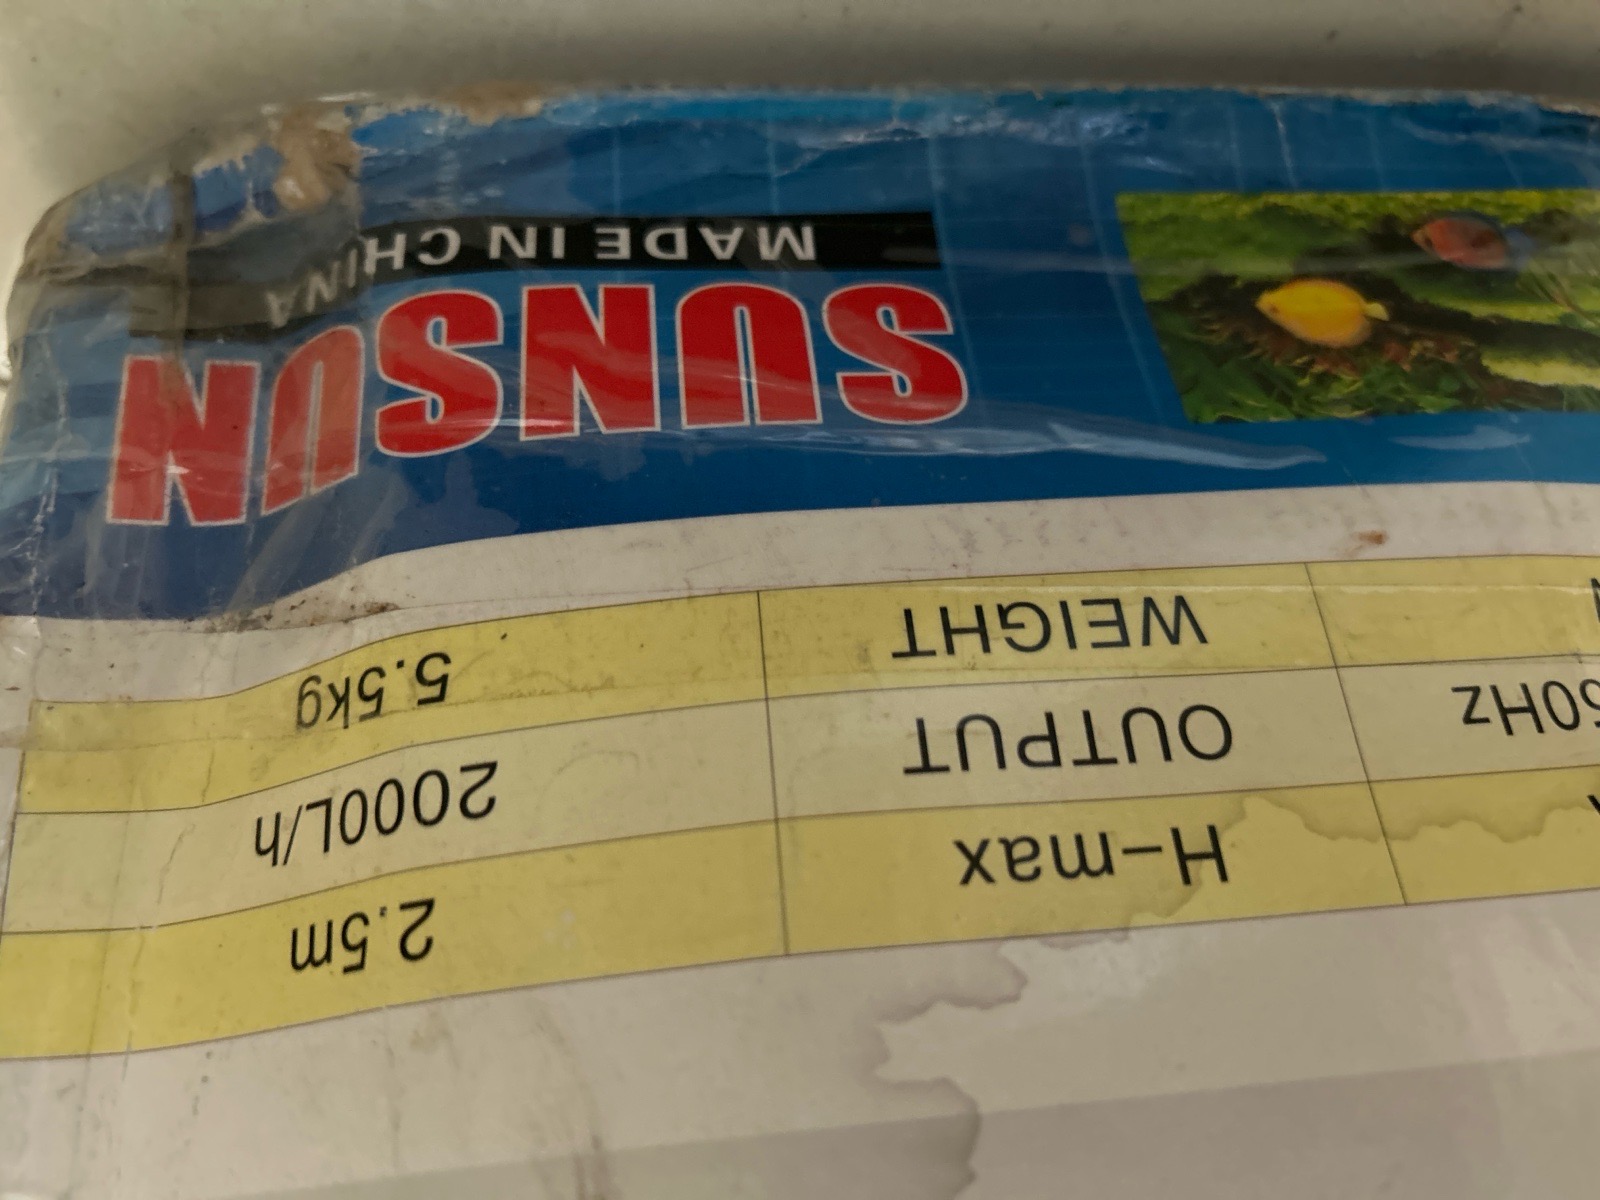 H-max 2.5m
OUTPUT 2000L/h
WEIGHT 5.5kg
SUNSUN
MADE IN CHINA